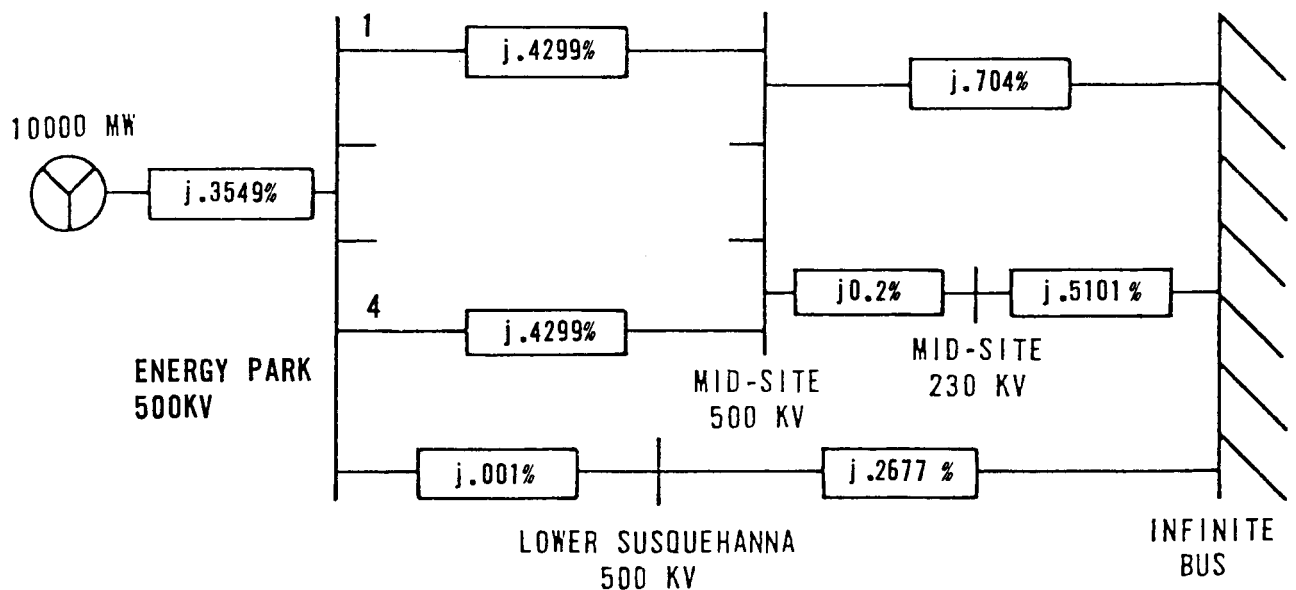 1
j.4299%
j.704%
10000 MW
j.3549%
4
j.4299%
j0.2%
j.5101%
ENERGY PARK
500KV
MID-SITE
500 KV
MID-SITE
230 KV
j.001%
j.2677 %
LOWER SUSQUEHANNA
500 KV
INFINITE
BUS